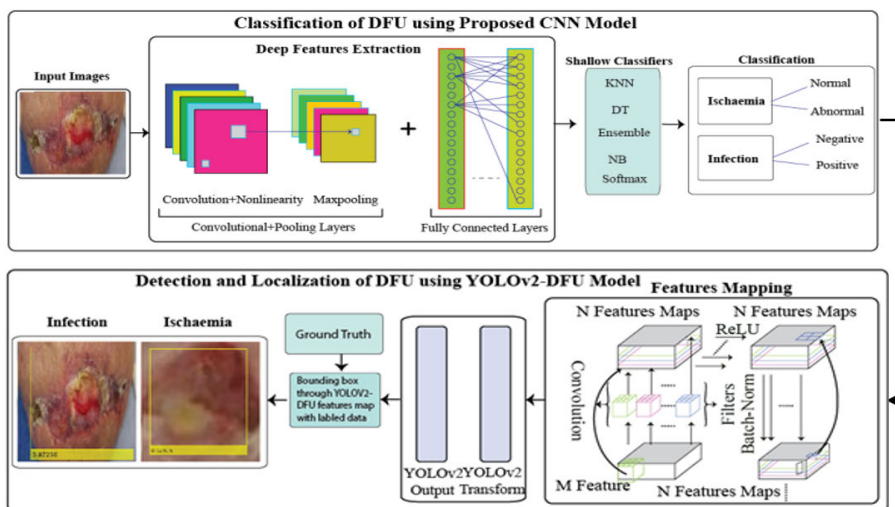 Classification of DFU using Proposed CNN Model
Input Images
Deep Features Extraction
Convolution+Nonlinearity
Maxpooling
Convolutional+Pooling Layers
+
Fully Connected Layers
Shallow Classifiers
KNN
DT
Ensemble
NB
Softmax
Classification
Ischaemia
Normal
Abnormal
Infection
Negative
Positive
Detection and Localization of DFU using YOLOv2-DFU Model
Features Mapping
N Features Maps
N Features Maps
ReLU
Convolution
Filters
Batch-Norm
M Feature
N Features Maps
YOLOv2
Output
YOLOv2
Transform
Ground Truth
Bounding box
through YOLOV2-
DFU features map
with labled data
Infection
Ischaemia